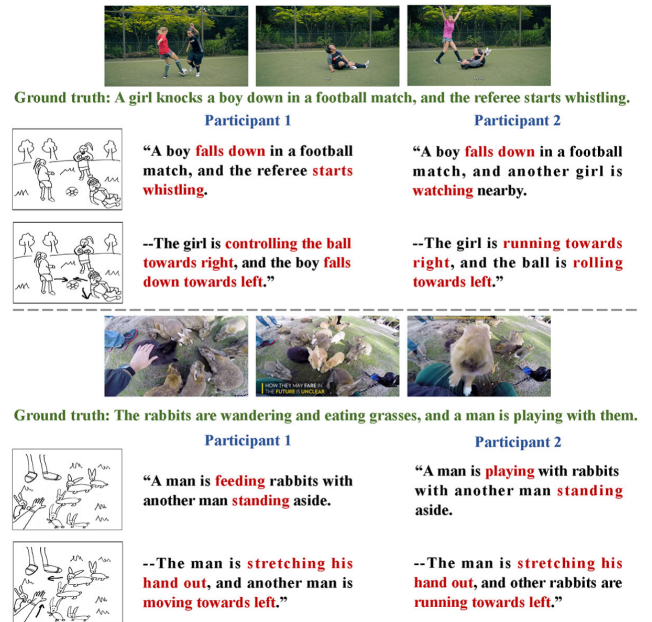 Ground truth: A girl knocks a boy down in a football match, and the referee starts whistling.
Participant 1
Participant 2
“A boy falls down in a football
match, and the referee starts
whistling.
“A boy falls down in a football
match, and another girl is
watching nearby.
--The girl is controlling the ball
towards right, and the boy falls
down towards left.”
--The girl is running towards
right, and the ball is rolling
towards left.”
HOW THEY MAY FARE IN
THE FUTURE IS UNCLEAR
Ground truth: The rabbits are wandering and eating grasses, and a man is playing with them.
Participant 1
Participant 2
“A man is feeding rabbits with
another man standing aside.
“A man is playing with rabbits
with another man standing
aside.
--The man is stretching his
hand out, and another man is
moving towards left.”
--The man is stretching his
hand out, and other rabbits are
running towards left.”